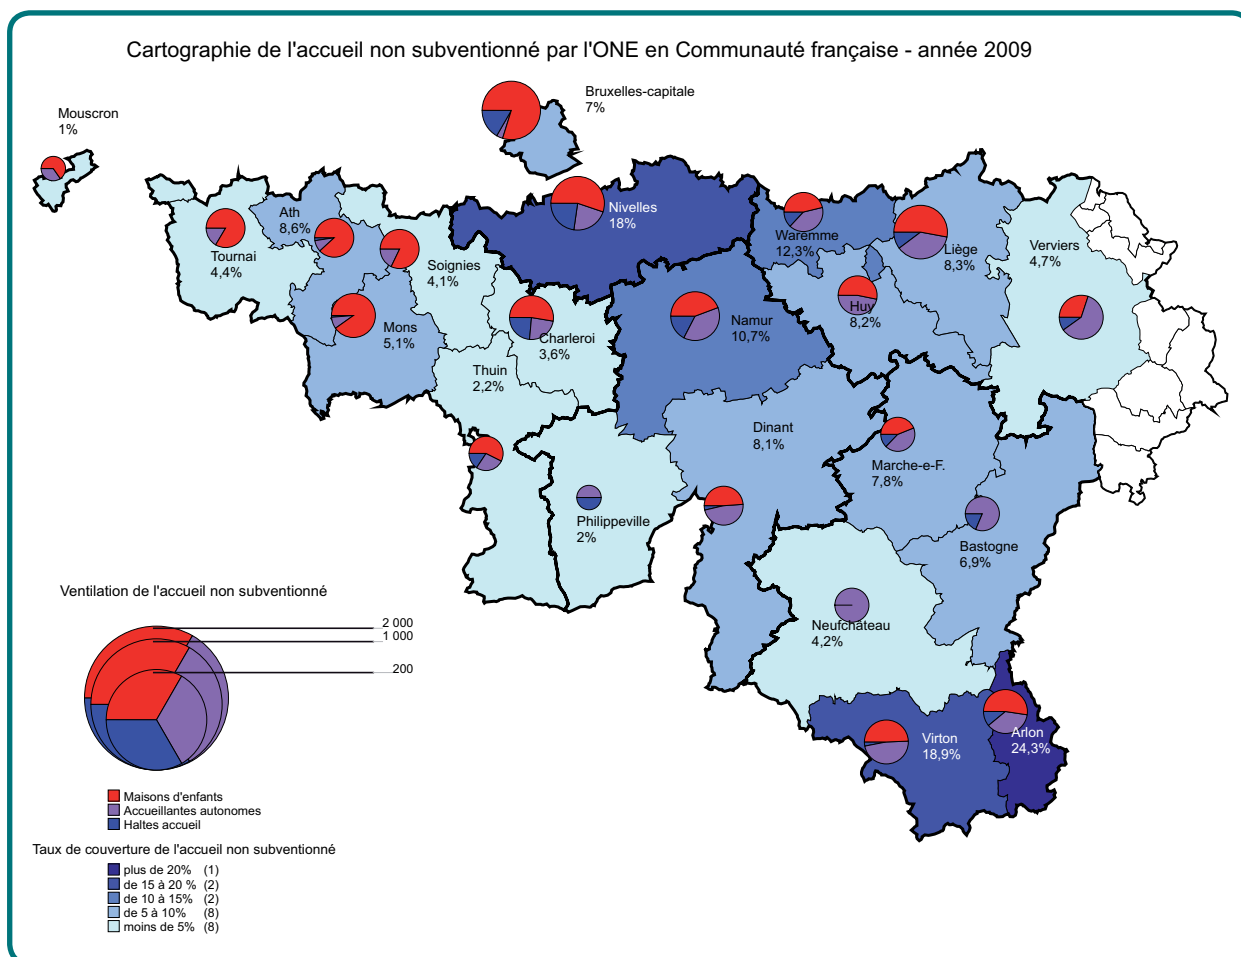 Cartographie de l'accueil non subventionné par l'ONE en Communauté française - année 2009
Bruxelles-capitale
7%
Mouscron
1%
Ath
8,6%
Tournai
4,4%
Soignies
4,1%
Mons
5,1%
Nivelles
18%
Charleroi
3,6%
Thuin
2,2%
Namur
10,7%
Waremme
12,3%
Huy
8,2%
Liège
8,3%
Verviers
4,7%
Dinant
8,1%
Marche-e-F.
7,8%
Philippeville
2%
Bastogne
6,9%
Neufchâteau
4,2%
Virton
18,9%
Arlon
24,3%
Ventilation de l'accueil non subventionné
2 000
1 000
200
Maisons d'enfants
Accueillantes autonomes
Haltes accueil
Taux de couverture de l'accueil non subventionné
plus de 20% (1)
de 15 à 20 % (2)
de 10 à 15% (2)
de 5 à 10% (8)
moins de 5% (8)